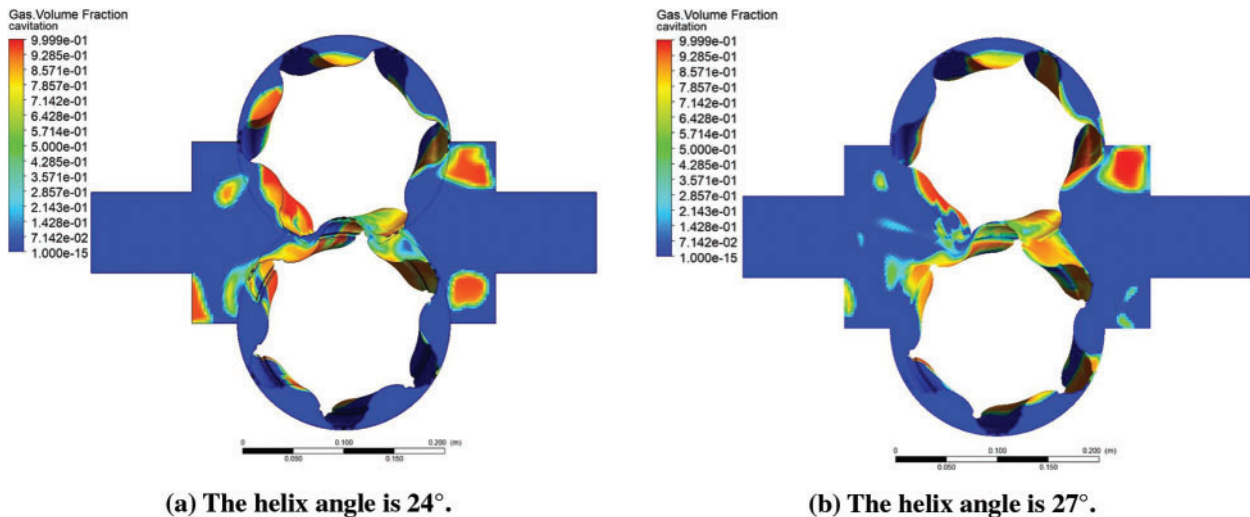 Gas.Volume Fraction
cavitation
9.999e-01
9.285e-01
8.571e-01
7.142e-01
6.428e-01
5.714e-01
5.000e-01
4.285e-01
3.571e-01
2.857e-01
2.143e-01
1.428e-01
7.142e-02
1.000e-15
0 0.100 0.200 (m)
0.050 0.150
(a) The helix angle is 24°.
Gas.Volume Fraction
cavitation
9.999e-01
9.285e-01
8.571e-01
7.142e-01
6.428e-01
5.714e-01
5.000e-01
4.285e-01
3.571e-01
2.857e-01
2.143e-01
1.428e-01
7.142e-02
1.000e-15
0 0.100 0.200 (m)
0.050 0.150
(b) The helix angle is 27°.